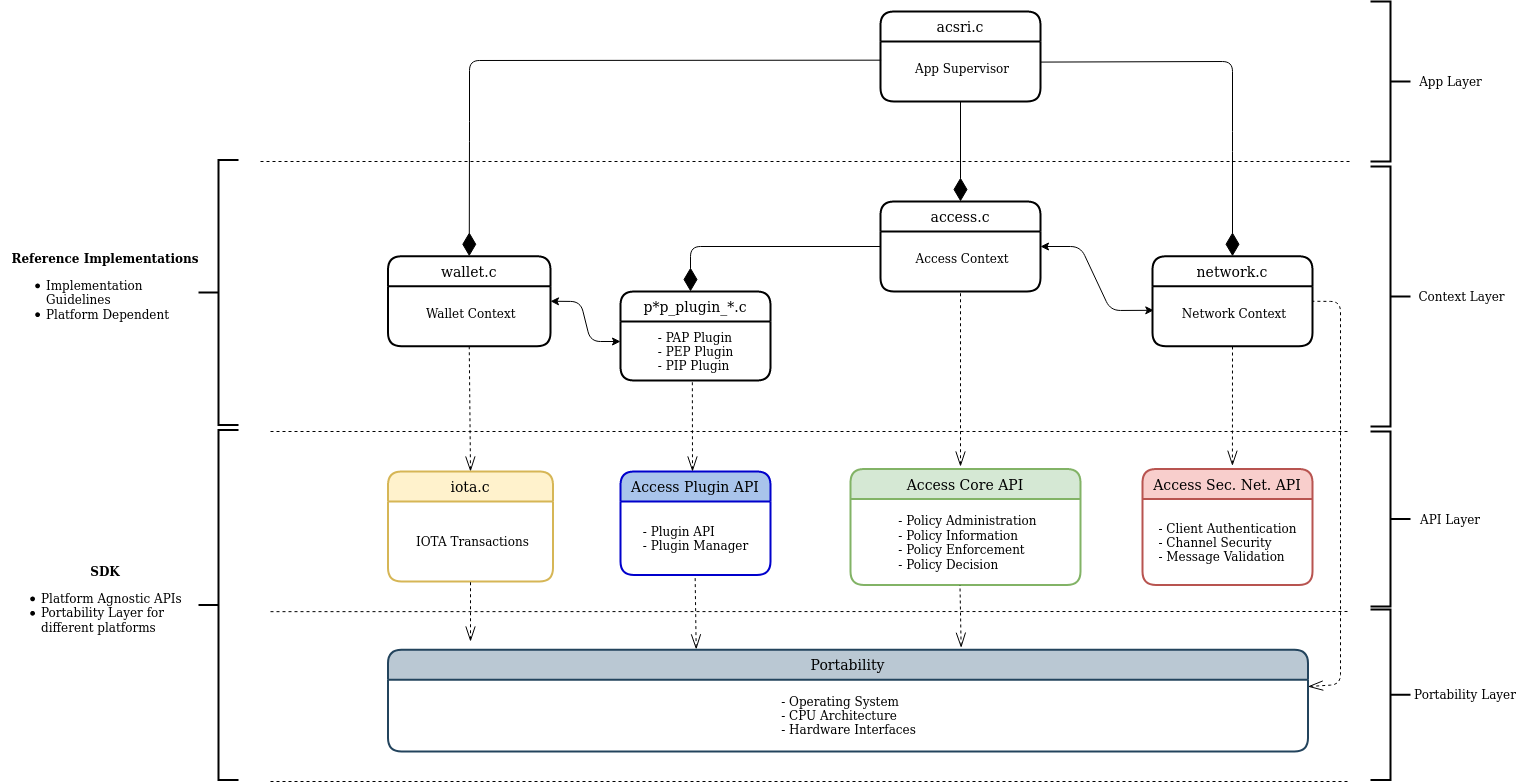 acsri.c
App Supervisor
App Layer
Reference Implementations
• Implementation
Guidelines
• Platform Dependent
access.c
Access Context
wallet.c
Wallet Context
p*p_plugin_*.c
- PAP Plugin
- PEP Plugin
- PIP Plugin
network.c
Network Context
Context Layer
SDK
• Platform Agnostic APIs
• Portability Layer for
different platforms
iota.c
IOTA Transactions
Access Plugin API
- Plugin API
- Plugin Manager
Access Core API
- Policy Administration
- Policy Information
- Policy Enforcement
- Policy Decision
Access Sec. Net. API
- Client Authentication
- Channel Security
- Message Validation
API Layer
Portability
- Operating System
- CPU Architecture
- Hardware Interfaces
Portability Layer